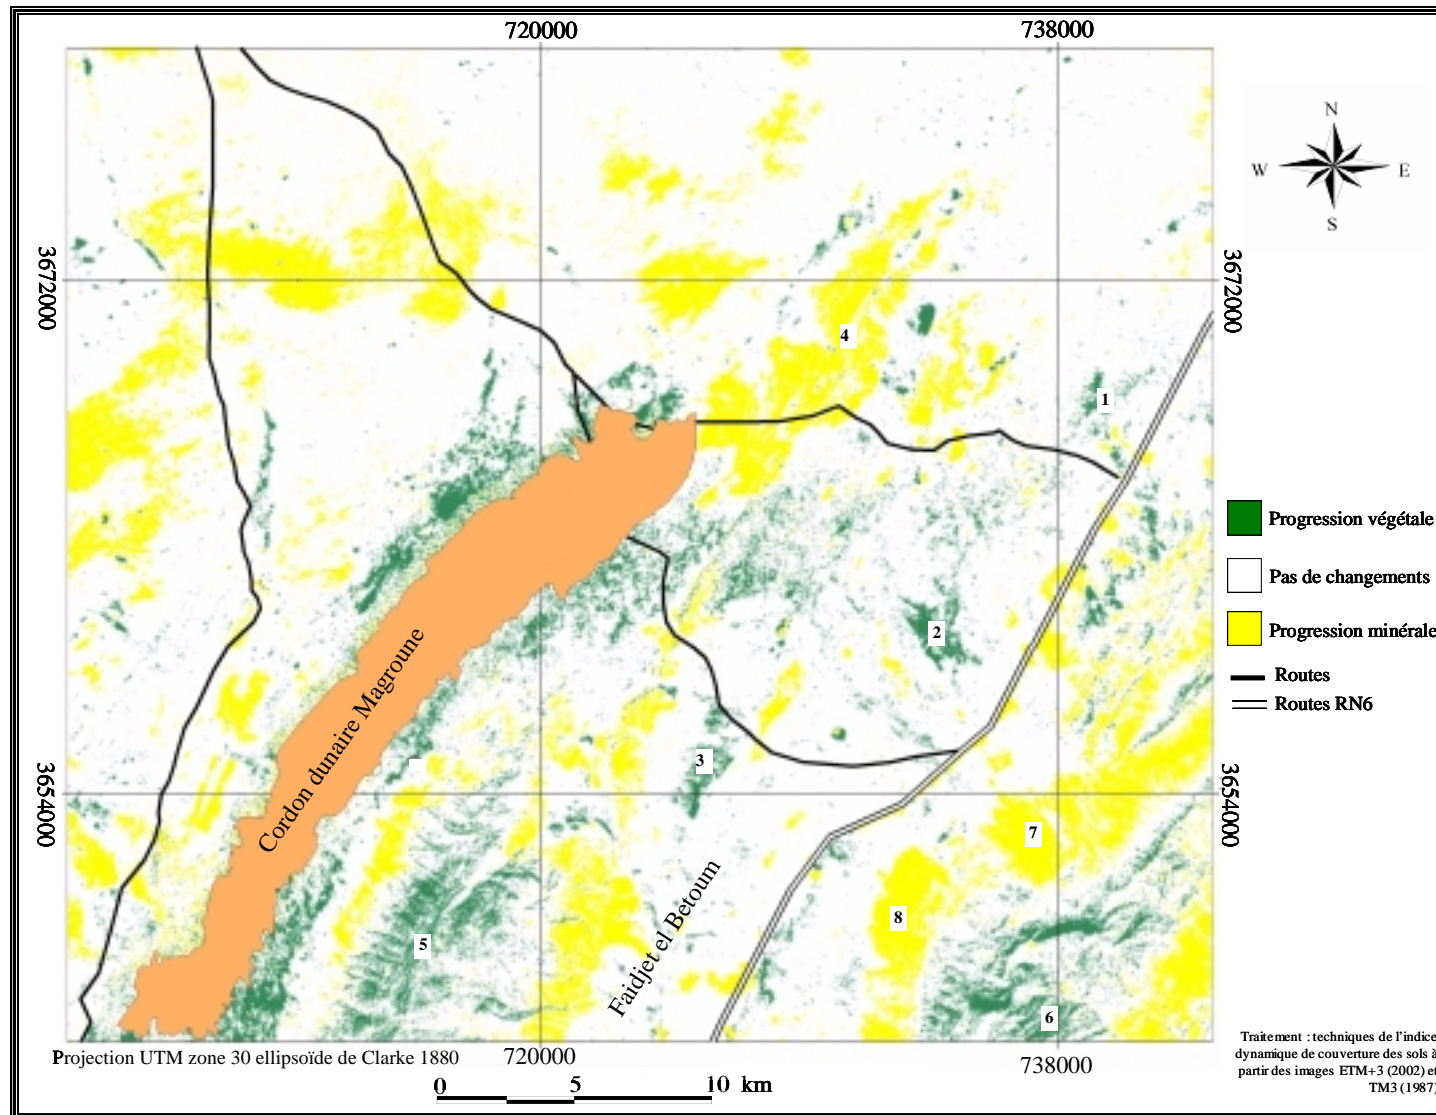 720000
738000
N
W
E
S
3672000
3672000
4
1
Progression végétale
Pas de changements
2
Progression minérale
Routes
Routes RN6
Cordon dunaire Magroune
3
3654000
3654000
7
8
5
Faidjet el Betoum
6
Projection UTM zone 30 ellipsoïde de Clarke 1880
720000
738000
0 5 10 km
Traitement : techniques de l'indice
dynamique de couverture des sols à
partir des images ETM+3 (2002) et
TM3 (1987)